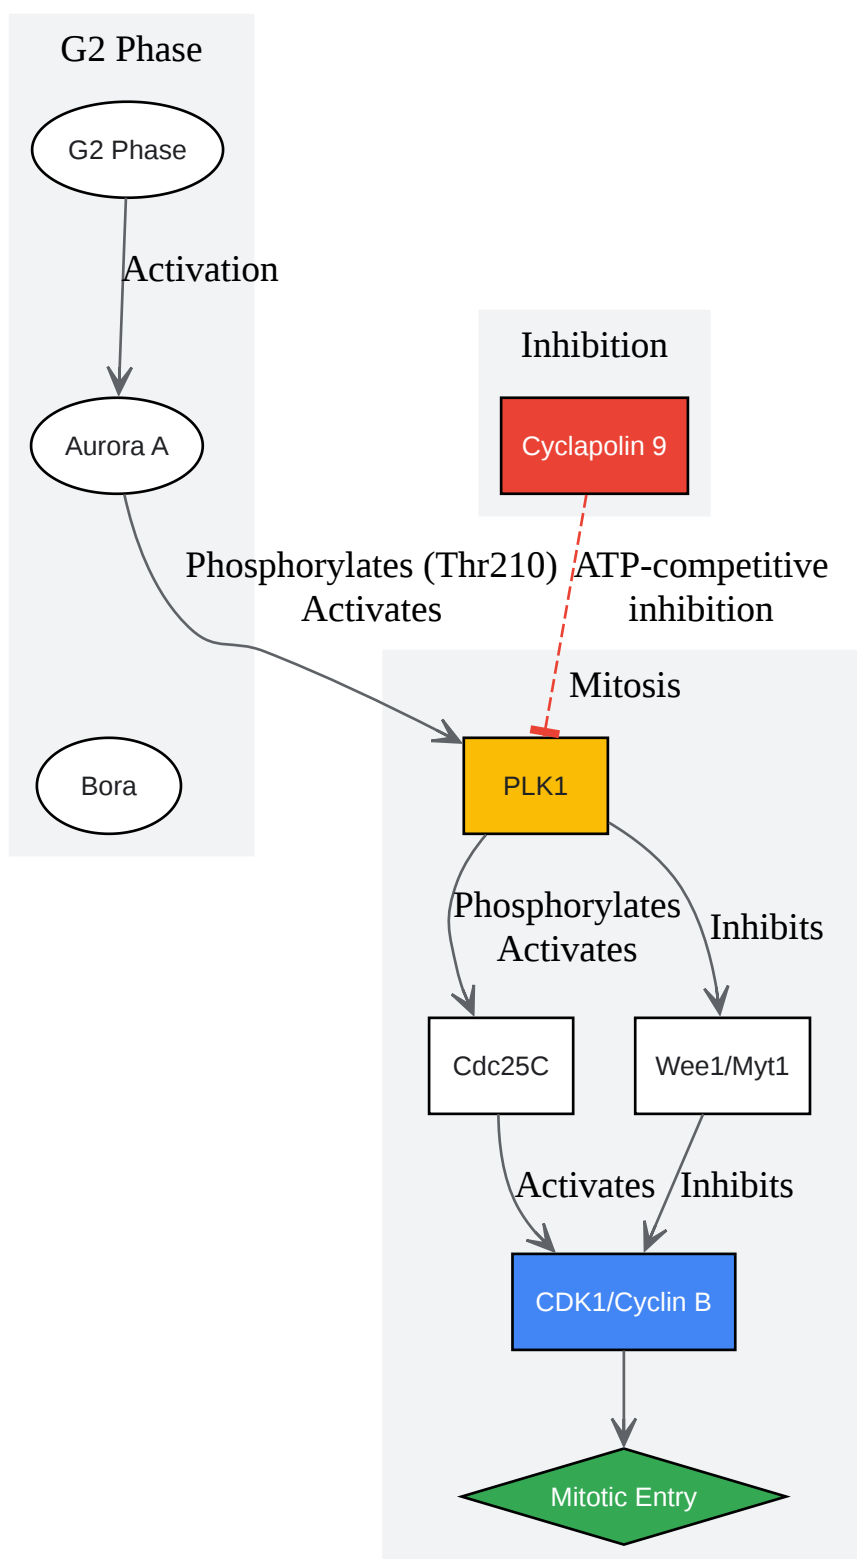 G2 Phase
G2 Phase
Activation
Inhibition
Aurora A
Cyclapolin 9
Phosphorylates (Thr210)
Activates
ATP-competitive
inhibition
Mitosis
Bora
PLK1
Phosphorylates
Activates
Inhibits
Cdc25C
Wee1/Myt1
Activates
Inhibits
CDK1/Cyclin B
Mitotic Entry